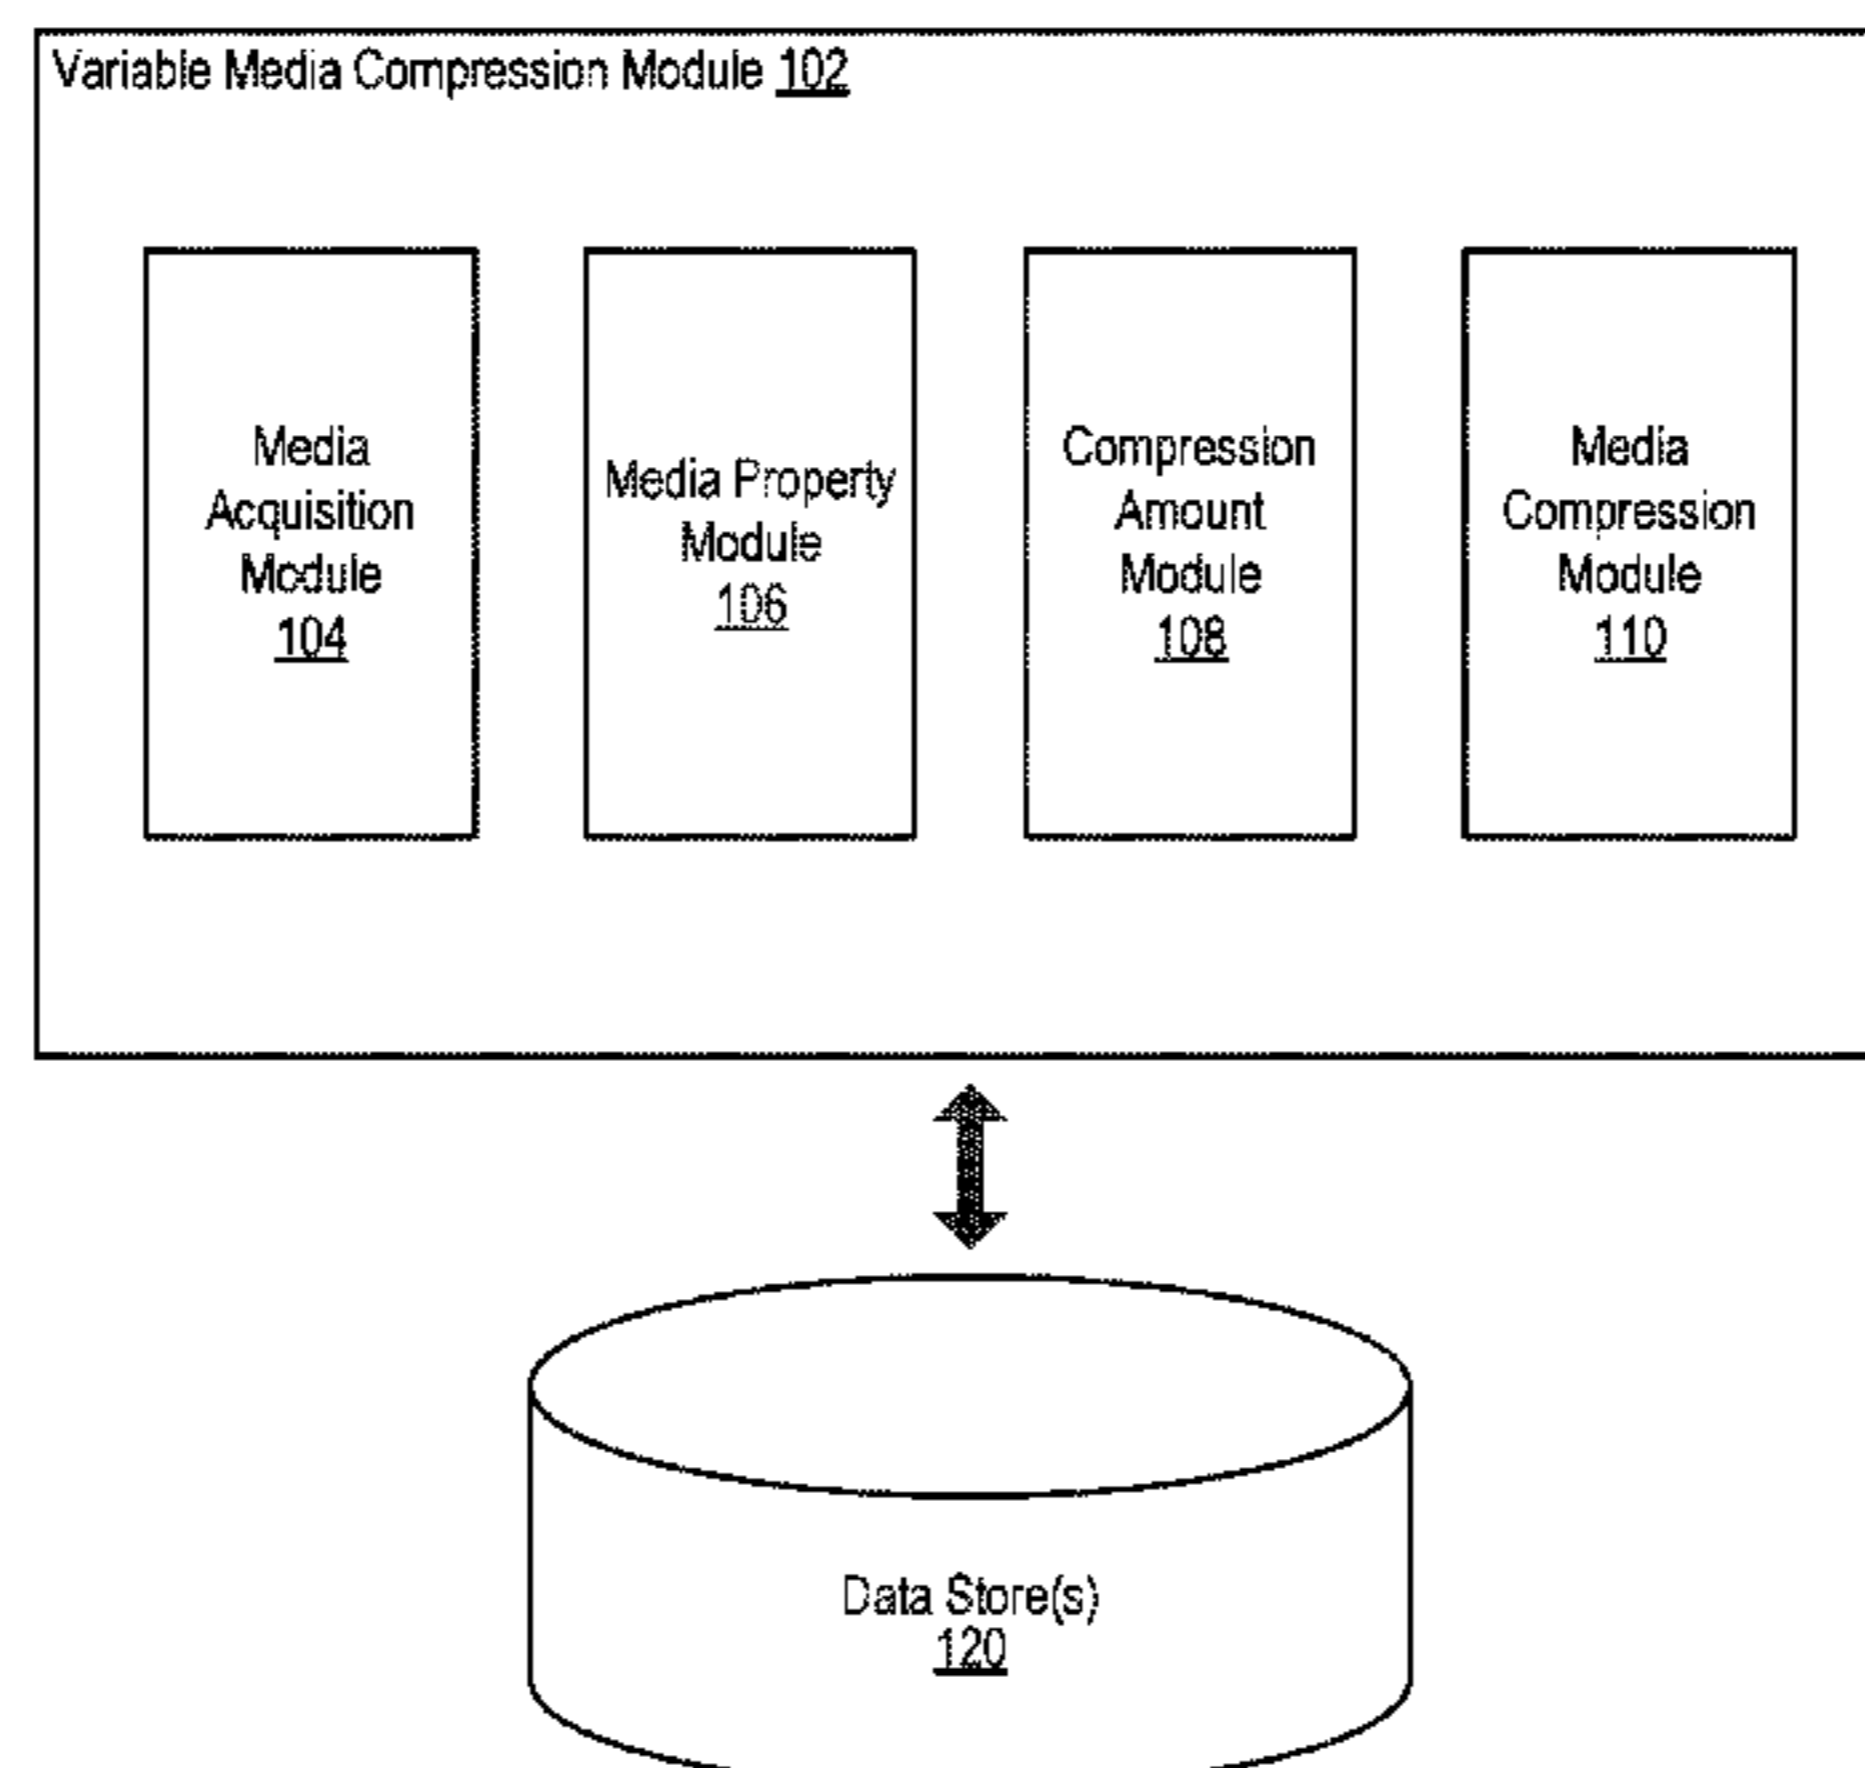 Variable Media Compression Module 102
Media
Acquisition
Module
104
Media Property
Module
106
Compression
Amount
Module
108
Media
Compression
Module
110
Data Store(s)
120